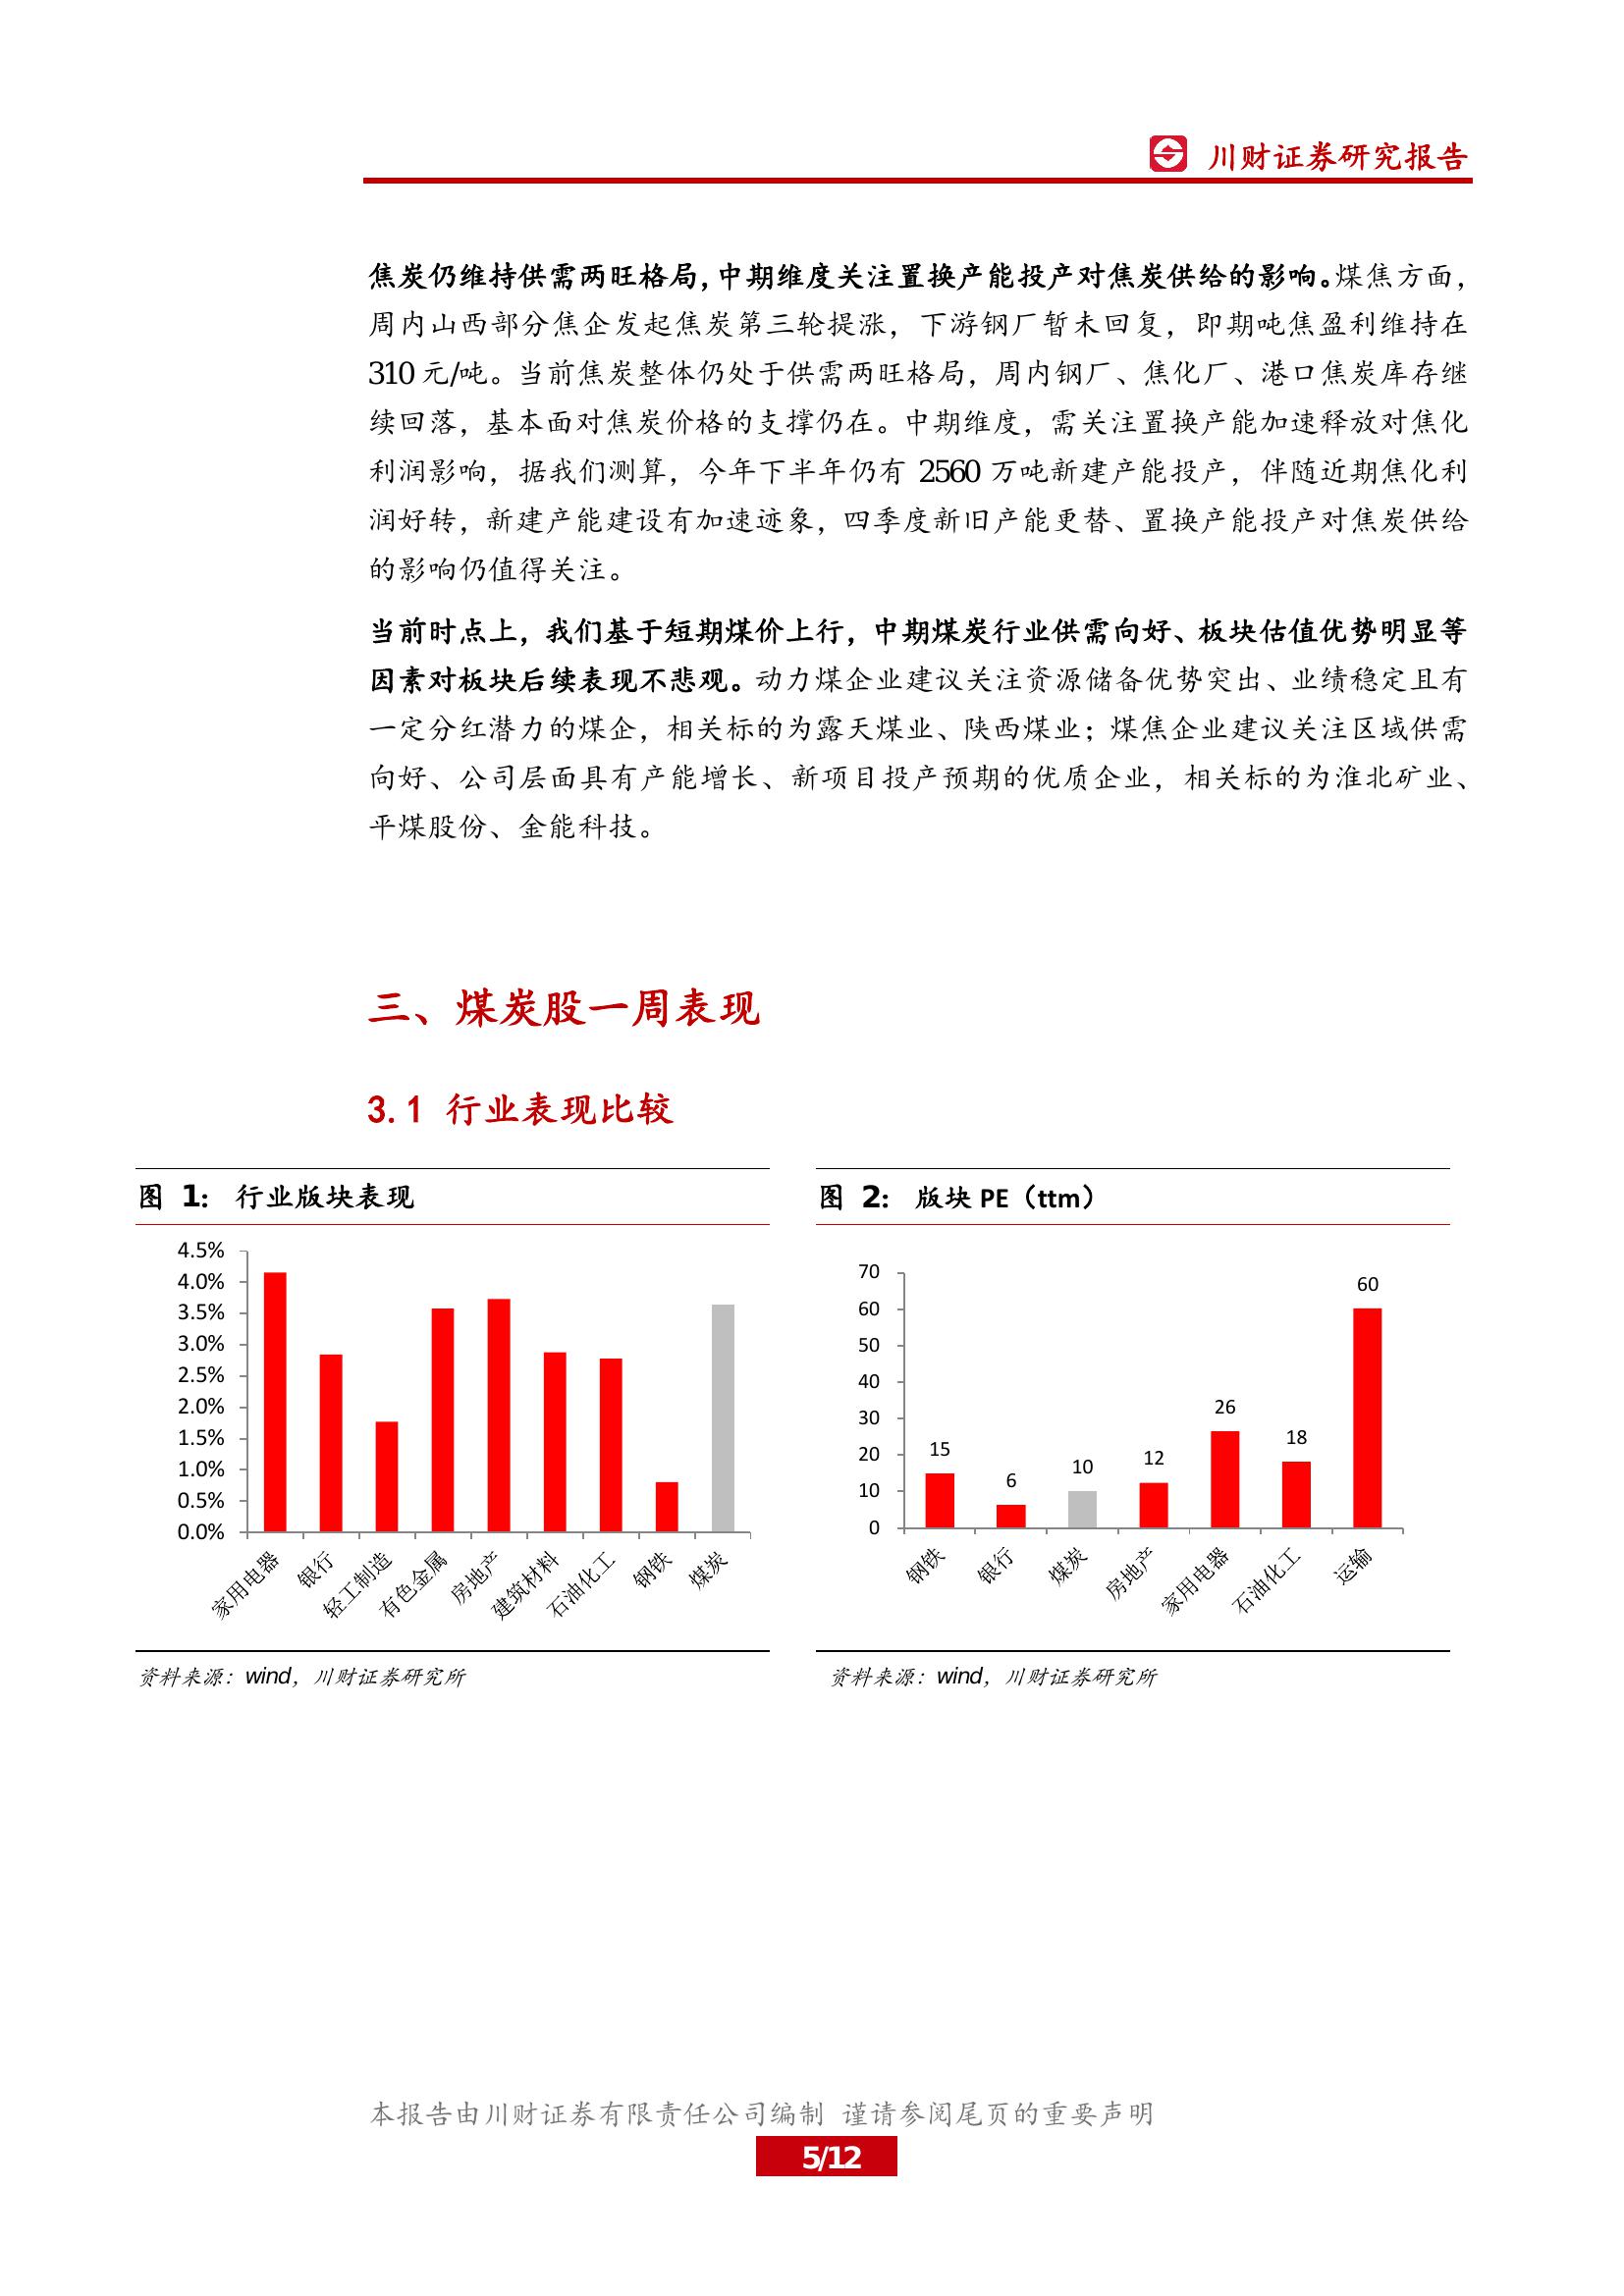 川财证券研究报告
焦炭仍维持供需两旺格局，中期维度关注置换产能投产对焦炭供给的影响。煤焦方面，
周内山西部分焦企发起焦炭第三轮提涨，下游钢厂暂未回复，即期吨焦盈利维持在
310 元/吨。当前焦炭整体仍处于供需两旺格局，周内钢厂、焦化厂、港口焦炭库存继
续回落，基本面对焦炭价格的支撑仍在。中期维度，需关注置换产能加速释放对焦化
利润影响，据我们测算，今年下半年仍有 2560 万吨新建产能投产，伴随近期焦化利
润好转，新建产能建设有加速迹象，四季度新旧产能更替、置换产能投产对焦炭供给
的影响仍值得关注。
当前时点上，我们基于短期煤价上行，中期煤炭行业供需向好、板块估值优势明显等
因素对板块后续表现不悲观。动力煤企业建议关注资源储备优势突出、业绩稳定且有
一定分红潜力的煤企，相关标的为露天煤业、陕西煤业；煤焦企业建议关注区域供需
向好、公司层面具有产能增长、新项目投产预期的优质企业，相关标的为淮北矿业、
平煤股份、金能科技。
三、煤炭股一周表现
3.1 行业表现比较
图 1： 行业版块表现
4.5%
4.0%
3.5%
3.0%
2.5%
2.0%
1.5%
1.0%
0.5%
0.0%
家用电器
银行
轻工制造
有色金属
房地产
建筑材料
石油化工
钢铁
煤炭
资料来源：wind，川财证券研究所
图 2： 版块 PE（ttm）
70
60
50
40
30
20
10
0
15
6
10
12
26
18
60
钢铁
银行
煤炭
房地产
家用电器
石油化工
运输
资料来源：wind，川财证券研究所
本报告由川财证券有限责任公司编制 谨请参阅尾页的重要声明
5/12